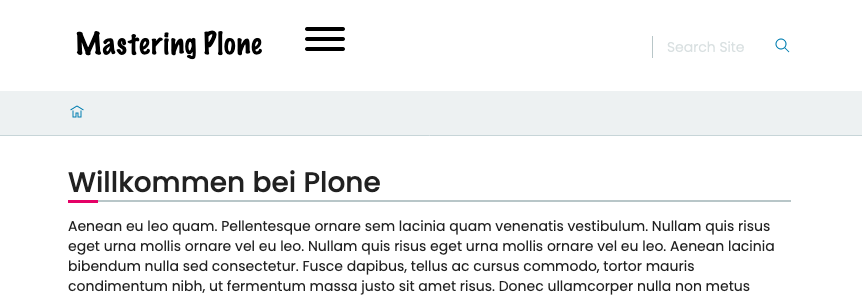 Mastering Plone
Search Site
Willkommen bei Plone
Aenean eu leo quam. Pellentesque ornare sem lacinia quam venenatis vestibulum. Nullam quis risus
eget urna mollis ornare vel eu leo. Nullam quis risus eget urna mollis ornare vel eu leo. Aenean lacinia
bibendum nulla sed consectetur. Fusce dapibus, tellus ac cursus commodo, tortor mauris
condimentum nibh, ut fermentum massa justo sit amet risus. Donec ullamcorper nulla non metus